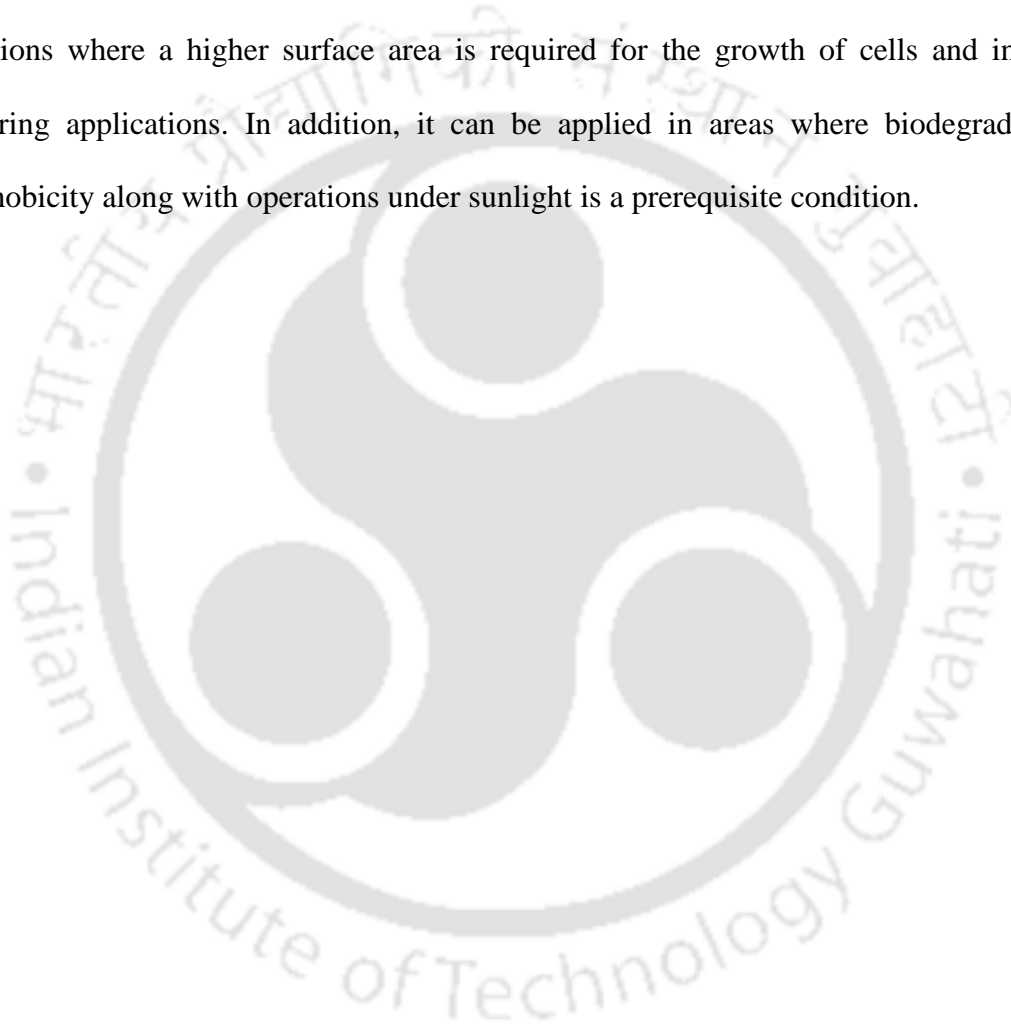 ions where a higher surface area is required for the growth of cells and in
ring applications. In addition, it can be applied in areas where biodegrad
obicity along with operations under sunlight is a prerequisite condition.
भारतीय प्रौद्योगिकी संस्थान गुवाहाटी
Indian Institute of Technology Guwahati